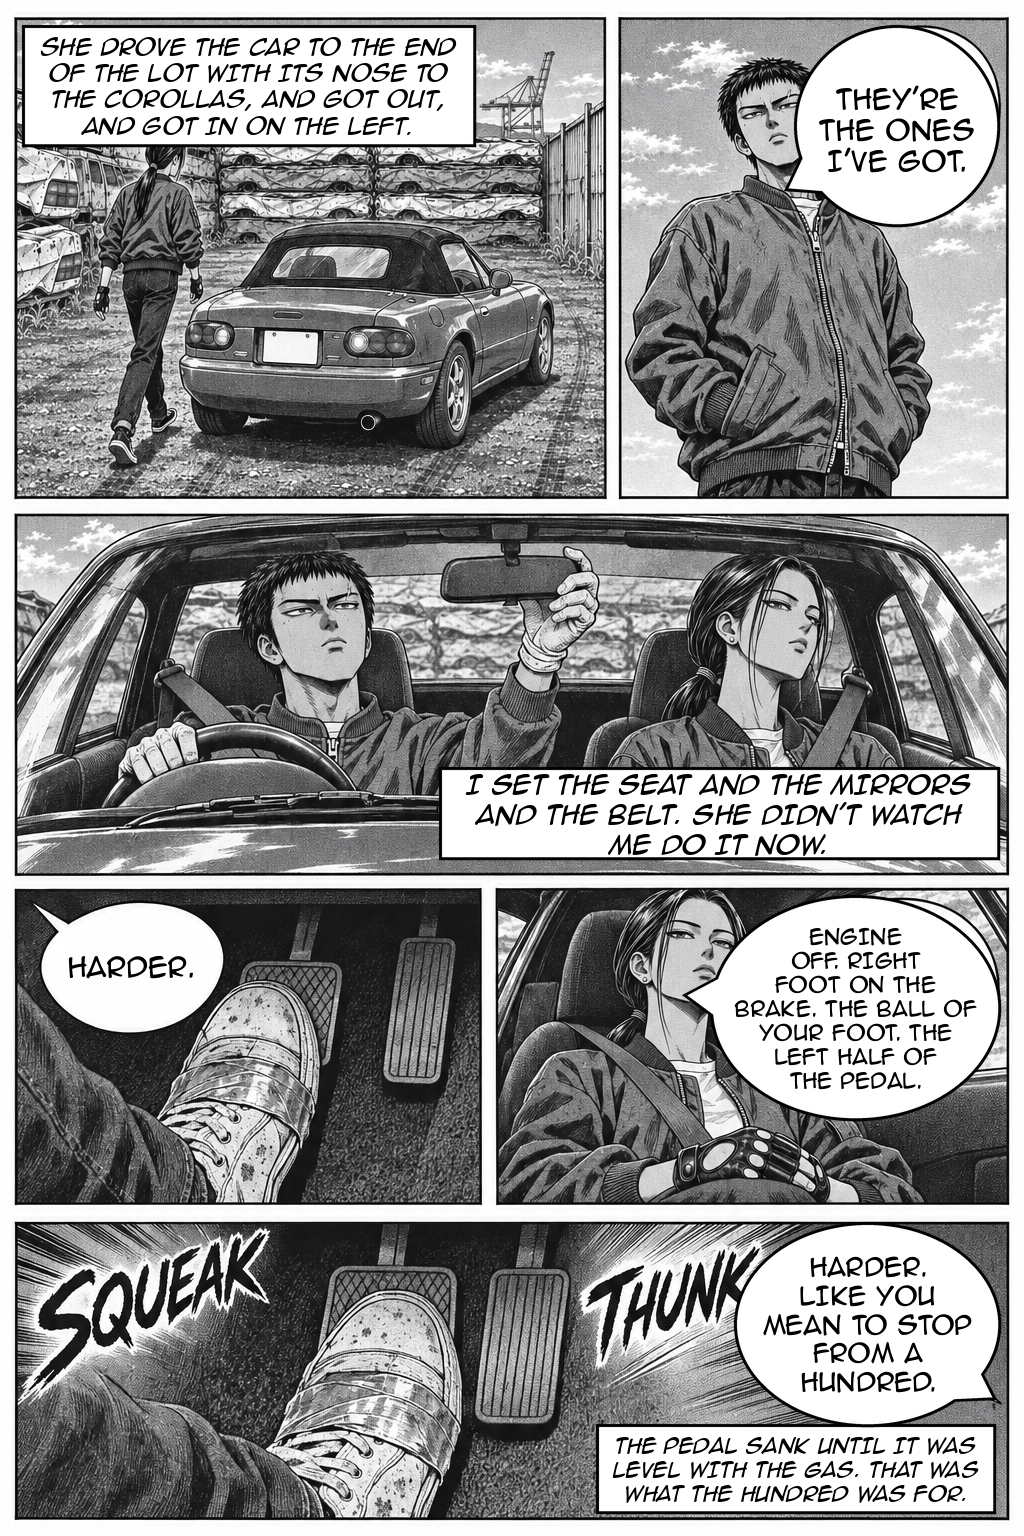 SHE DROVE THE CAR TO THE END
OF THE LOT WITH ITS NOSE TO
THE COROLLAS, AND GOT OUT,
AND GOT IN ON THE LEFT.
THEY'RE
THE ONES
I'VE GOT.
I SET THE SEAT AND THE MIRRORS
AND THE BELT. SHE DIDN'T WATCH
ME DO IT NOW.
HARDER.
ENGINE
OFF. RIGHT
FOOT ON THE
BRAKE. THE BALL OF
YOUR FOOT. THE
LEFT HALF OF
THE PEDAL.
SQUEAK
THUNK
HARDER.
LIKE YOU
MEAN TO STOP
FROM A
HUNDRED.
THE PEDAL SANK UNTIL IT WAS
LEVEL WITH THE GAS. THAT WAS
WHAT THE HUNDRED WAS FOR.